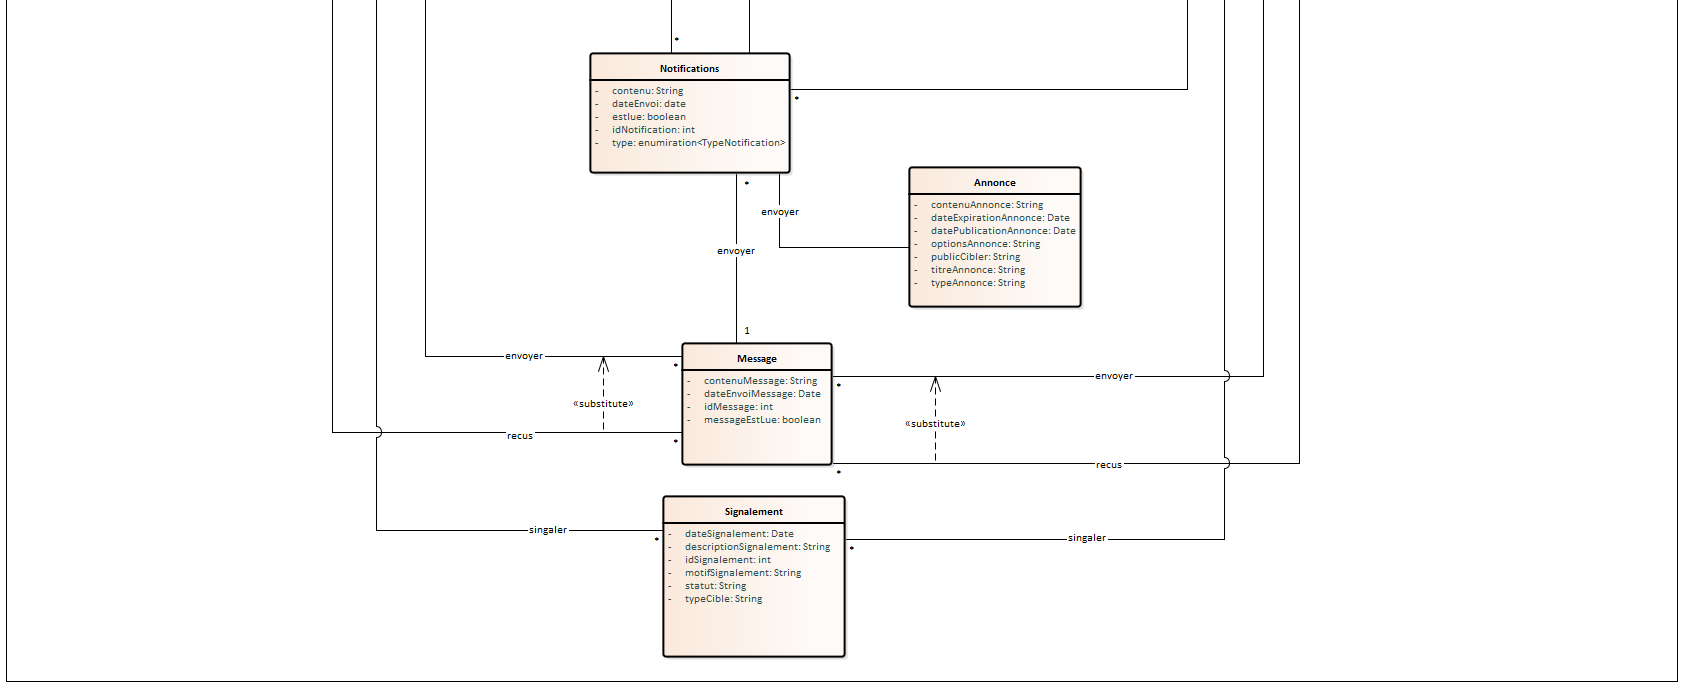 *
Notifications
- contenu: String
- dateEnvoi: date
- estlue: boolean
- idNotification: int
- type: enumiration<TypeNotification>
*
*
envoyer
envoyer
1
Annonce
- contenuAnnonce: String
- dateExpirationAnnonce: Date
- datePublicationAnnonce: Date
- optionsAnnonce: String
- publicCibler: String
- titreAnnonce: String
- typeAnnonce: String
envoyer
*
«substitute»
recus
*
Message
- contenuMessage: String
- dateEnvoiMessage: Date
- idMessage: int
- messageEstLue: boolean
*
envoyer
«substitute»
*
recus
singaler
*
Signalement
- dateSignalement: Date
- descriptionSignalement: String
- idSignalement: int
- motifSignalement: String
- statut: String
- typeCible: String
*
singaler